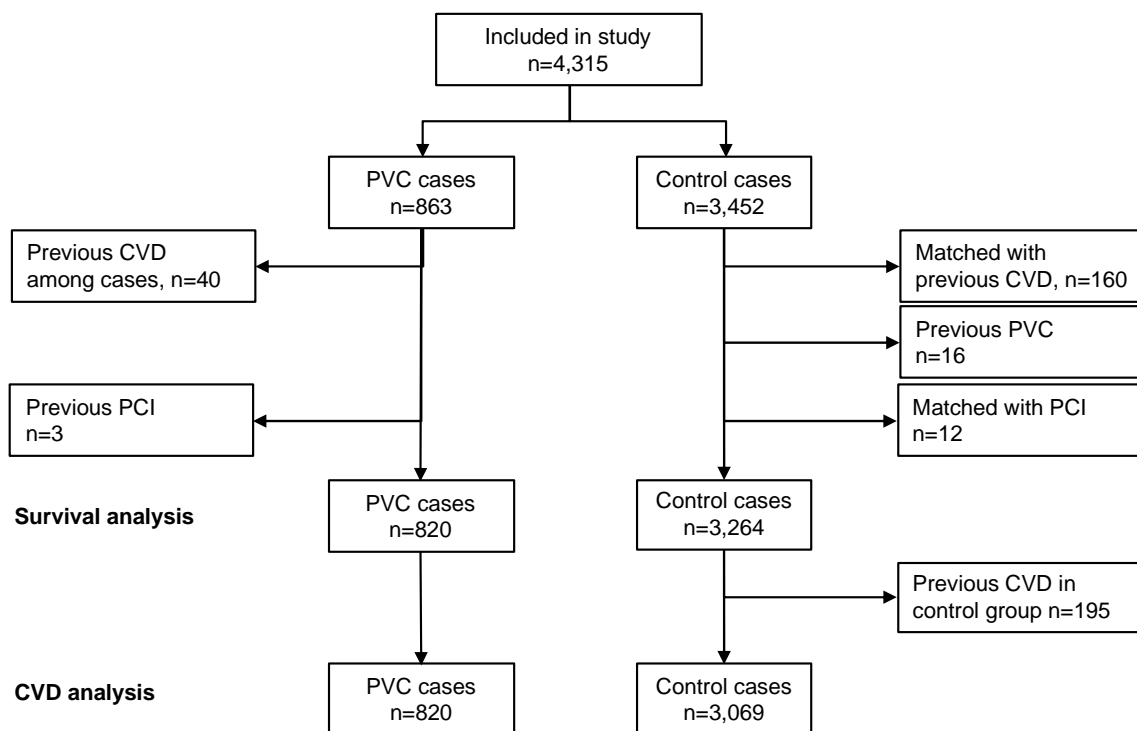 Included in study
n=4,315
PVC cases
n=863
Control cases
n=3,452
Previous CVD
among cases, n=40
Matched with
previous CVD, n=160
Previous PVC
n=16
Previous PCI
n=3
Matched with PCI
n=12
Survival analysis
PVC cases
n=820
Control cases
n=3,264
Previous CVD in
control group n=195
CVD analysis
PVC cases
n=820
Control cases
n=3,069